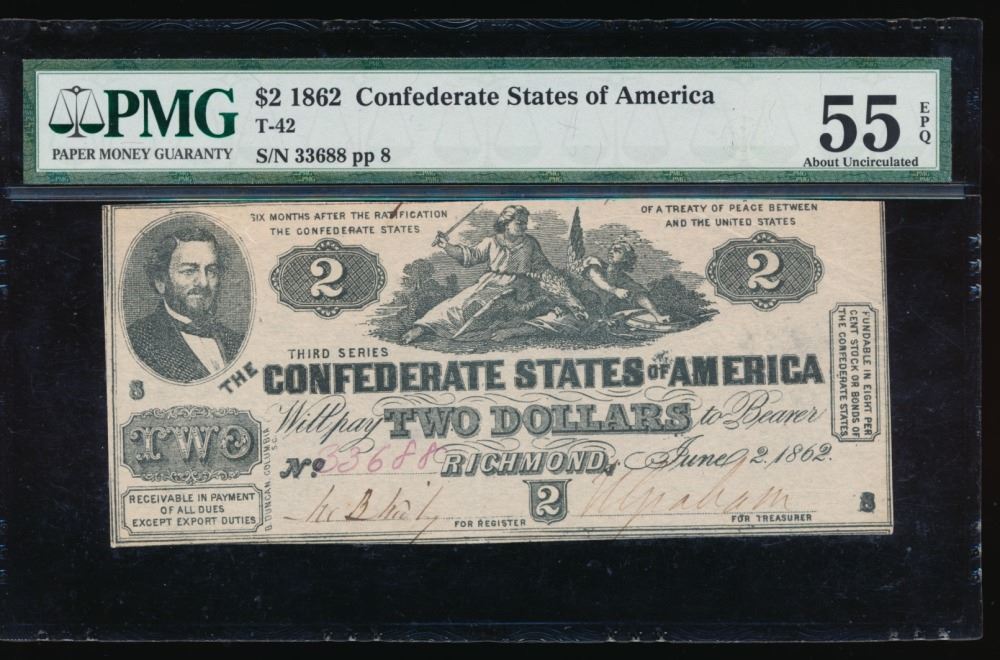 PMG
PAPER MONEY GUARANTY
$2 1862 Confederate States of America
T-42
S/N 33688 pp 8
55
EPQ
About Uncirculated
SIX MONTHS AFTER THE RATIFICATION
THE CONFEDERATE STATES
OF A TREATY OF PEACE BETWEEN
AND THE UNITED STATES
2
2
THIRD SERIES
8
THE CONFEDERATE STATES OF AMERICA
Will pay TWO DOLLARS to Bearer
TWO
No 33688 RICHMOND, June 2, 1862.
FUNDABLE IN EIGHT PER
CENT STOCK OR BONDS OF
THE CONFEDERATE STATES
B. DUNCAN, COLUMBIA
S.C.
RECEIVABLE IN PAYMENT
OF ALL DUES
EXCEPT EXPORT DUTIES
FOR REGISTER
2
FOR TREASURER
8